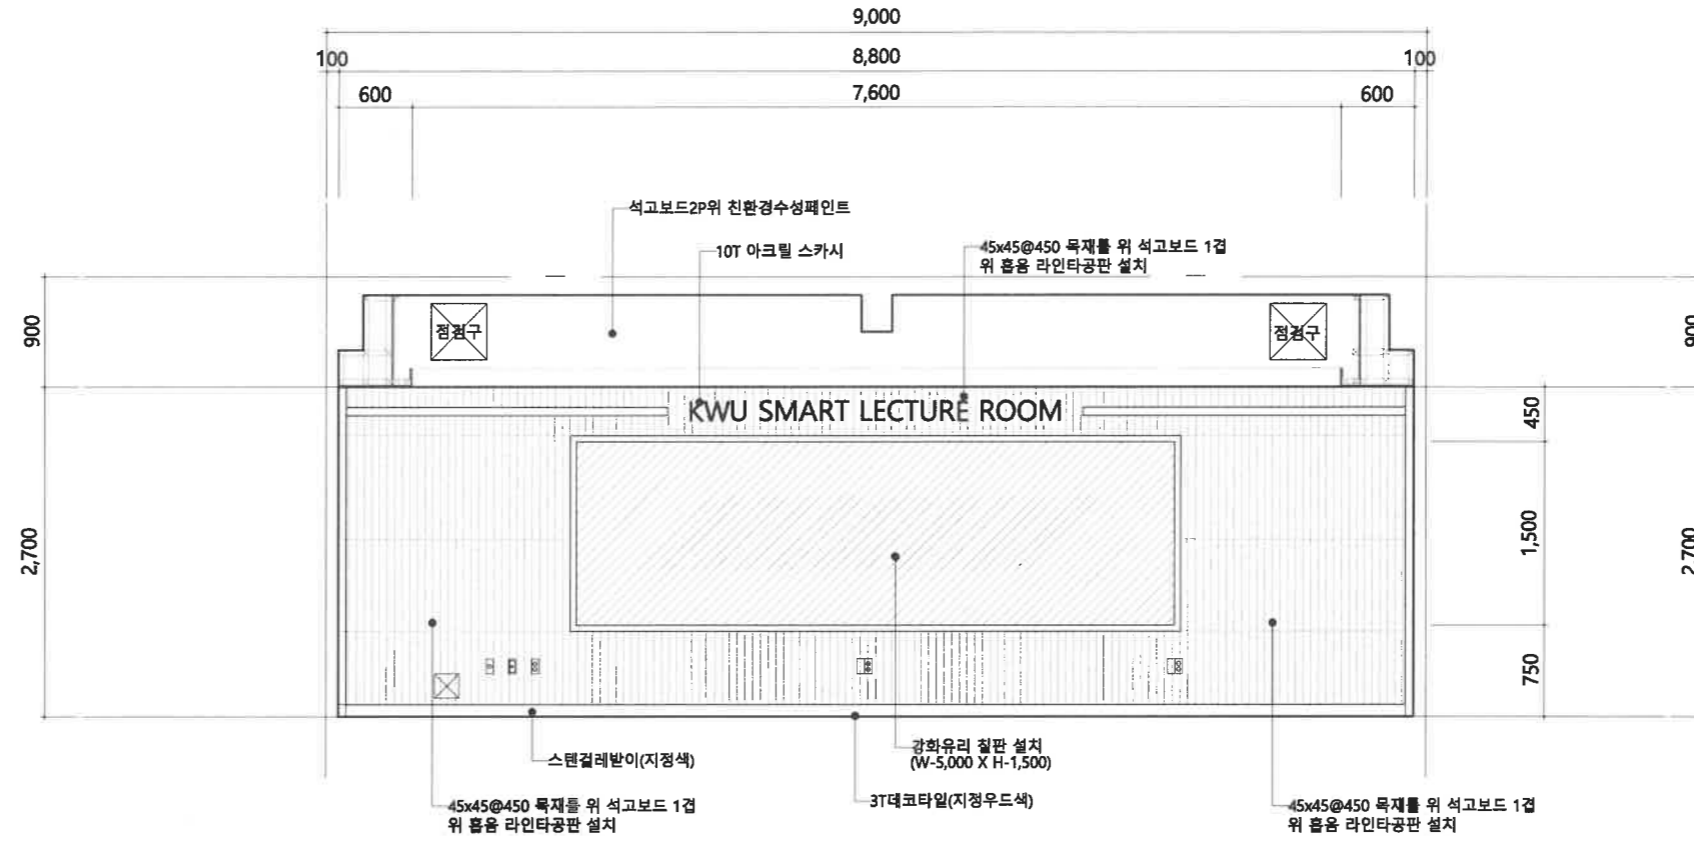 9,000
100
8,800
100
600
7,600
600
석고보드2P위 친환경수성페인트
10T 아크릴 스카시
45x45@450 목재틀 위 석고보드 1겹
위 흡음 라인타공판 설치
900
점검구
점검구
900
KWU SMART LECTURE ROOM
450
2,700
1,500
2,700
750
스텐걸레받이(지정색)
강화유리 칠판 설치
(W-5,000 X H-1,500)
3T데코타일(지정우드색)
45x45@450 목재틀 위 석고보드 1겹
위 흡음 라인타공판 설치
45x45@450 목재틀 위 석고보드 1겹
위 흡음 라인타공판 설치